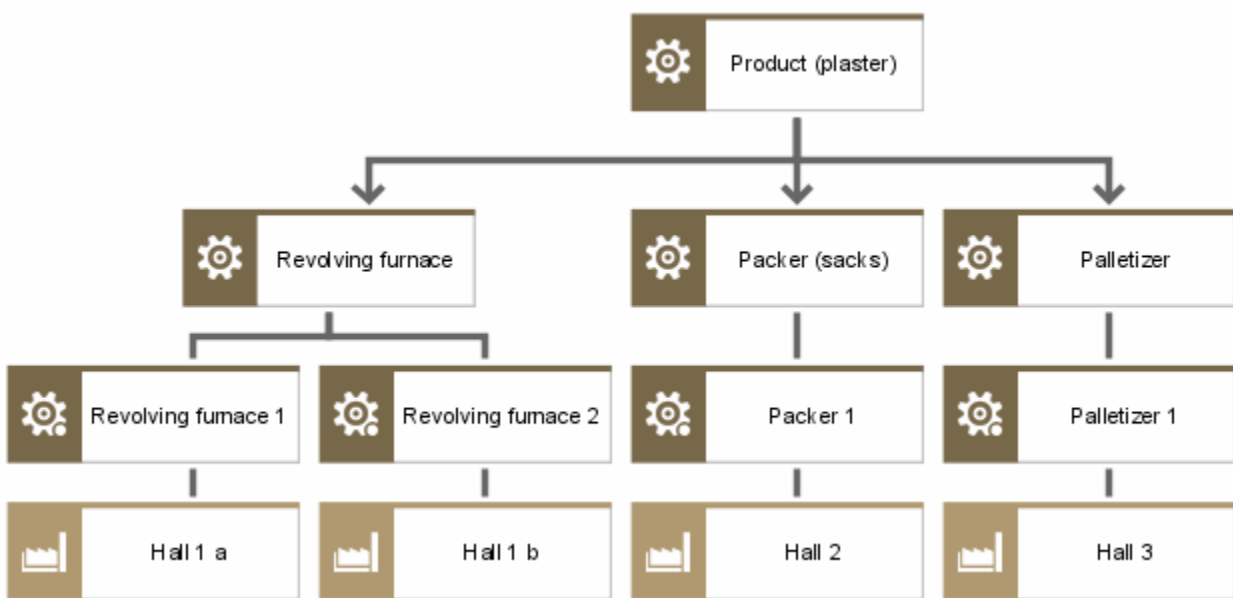 Product (plaster)
Revolving furnace
Packer (sacks)
Palletizer
Revolving furnace 1
Revolving furnace 2
Packer 1
Palletizer 1
Hall 1 a
Hall 1 b
Hall 2
Hall 3